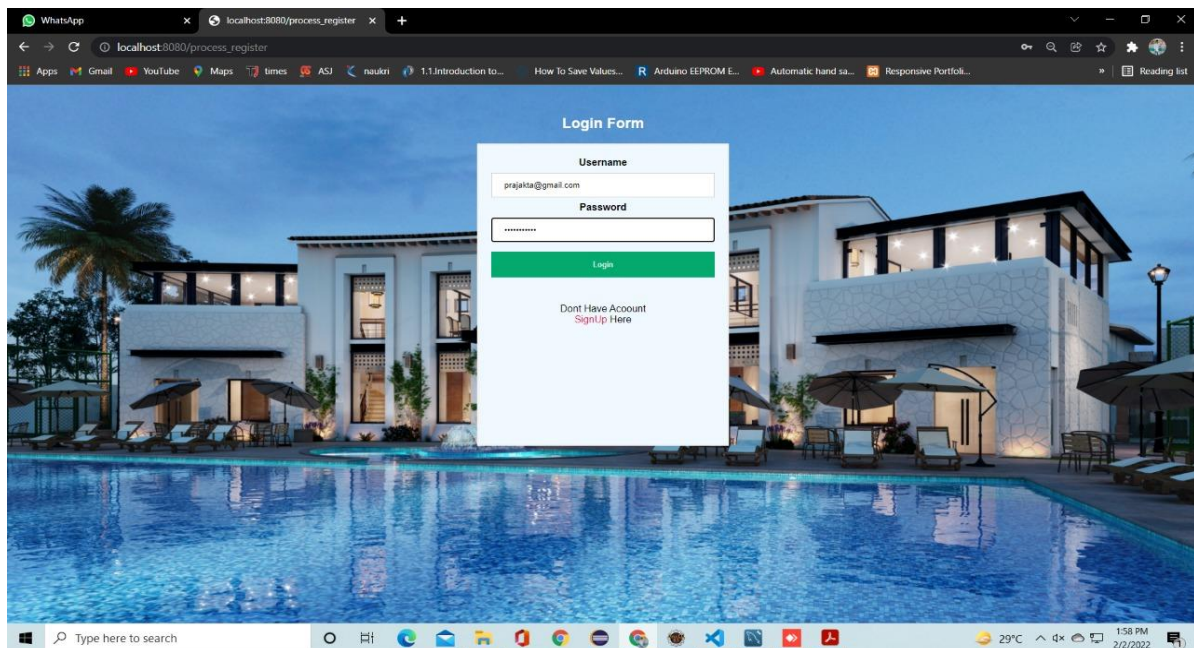 WhatsApp
localhost:8080/process_register
localhost:8080/process_register
Apps
Gmail
YouTube
Maps
times
ASJ
naukri
1.1.Introduction to...
How To Save Values...
R Arduino EEPROM E...
Automatic hand sa...
Responsive Portfoli...
»
Reading list
Login Form
Username
prajakta@gmail.com
Password
Login
Dont Have Acoount
SignUp Here
Type here to search
29°C
1:58 PM
2/2/2022